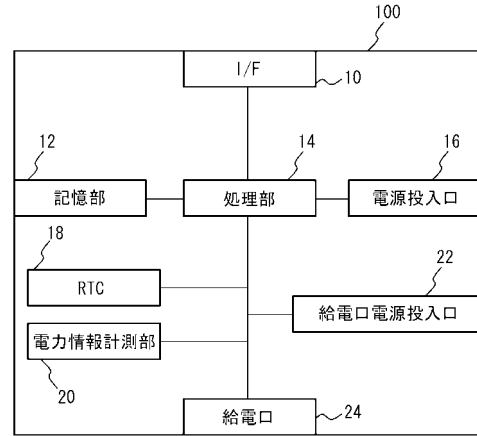 100
I/F
10
12
14
16
記憶部
処理部
電源投入口
18
22
RTC
給電口電源投入口
電力情報計測部
20
給電口
24